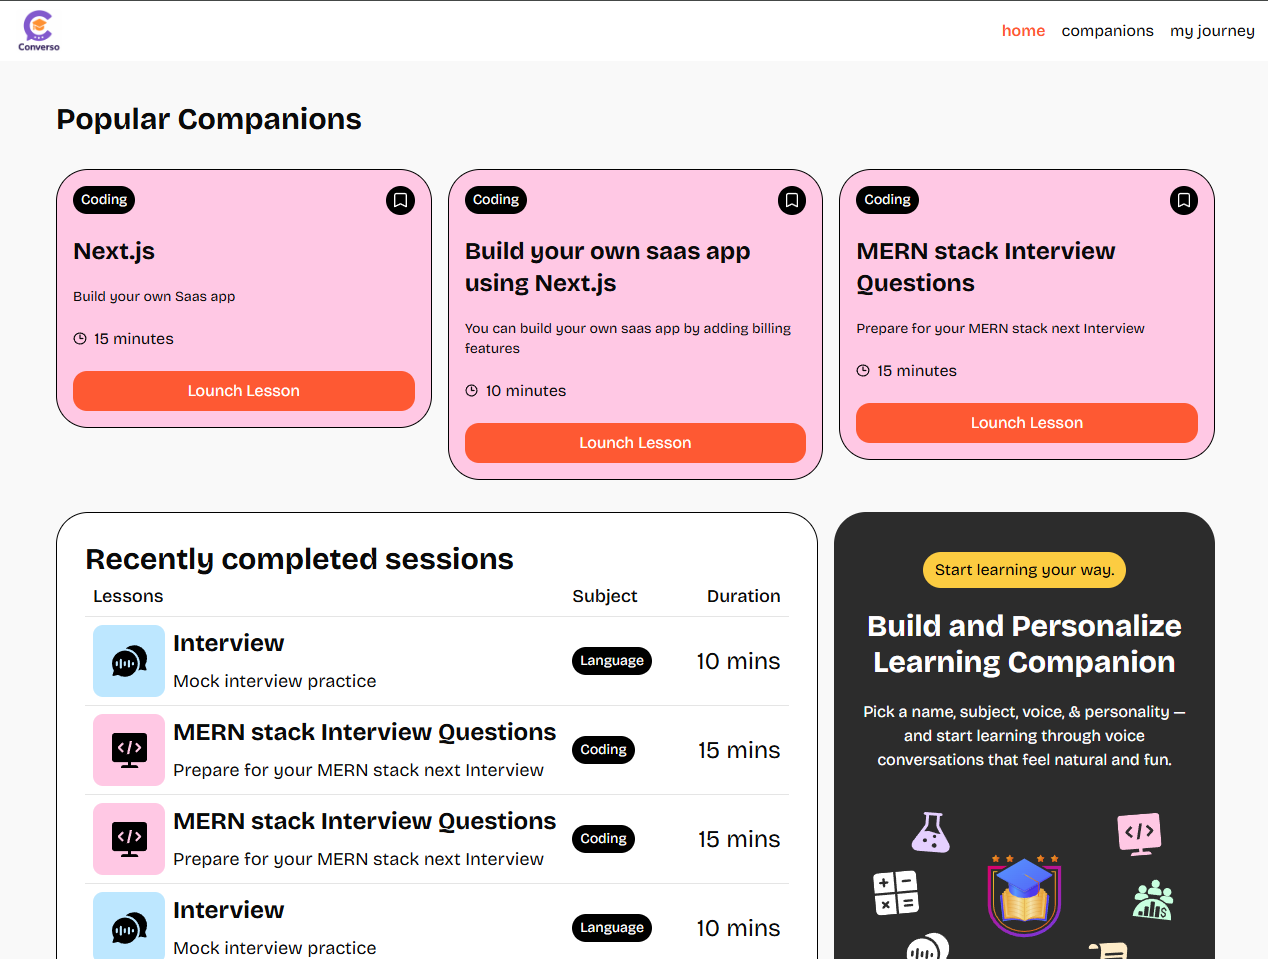 Converso
home companions my journey
Popular Companions
Coding
Next.js
Build your own Saas app
15 minutes
Lounch Lesson
Coding
Build your own saas app
using Next.js
You can build your own saas app by adding billing
features
10 minutes
Lounch Lesson
Coding
MERN stack Interview
Questions
Prepare for your MERN stack next Interview
15 minutes
Lounch Lesson
Recently completed sessions
Lessons Subject Duration
Interview
Mock interview practice
Language
10 mins
MERN stack Interview Questions
Prepare for your MERN stack next Interview
Coding
15 mins
MERN stack Interview Questions
Prepare for your MERN stack next Interview
Coding
15 mins
Interview
Mock interview practice
Language
10 mins
Start learning your way.
Build and Personalize
Learning Companion
Pick a name, subject, voice, & personality —
and start learning through voice
conversations that feel natural and fun.